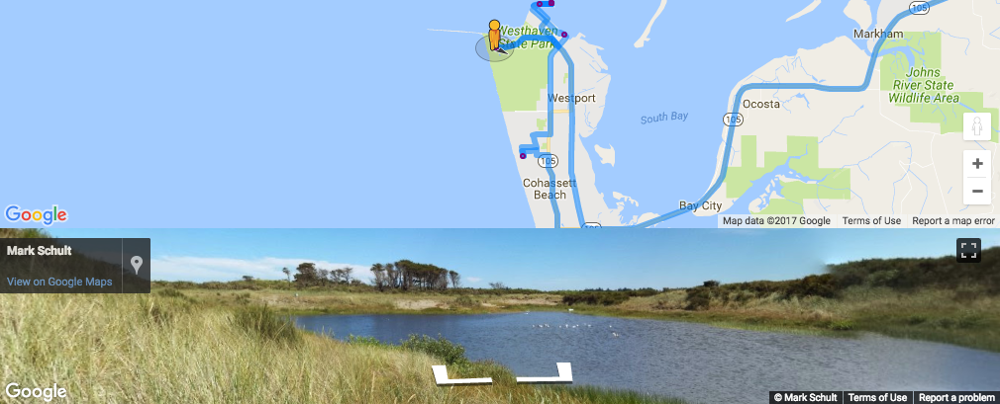 105
Markham
Westhaven
State Park
Johns
River State
Wildlife Area
Westport
Ocosta
105
South Bay
105
Cohassett
Beach
Bay City
105
Google
Map data ©2017 Google
Terms of Use
Report a map error
Mark Schult
View on Google Maps
Google
© Mark Schult
Terms of Use
Report a problem